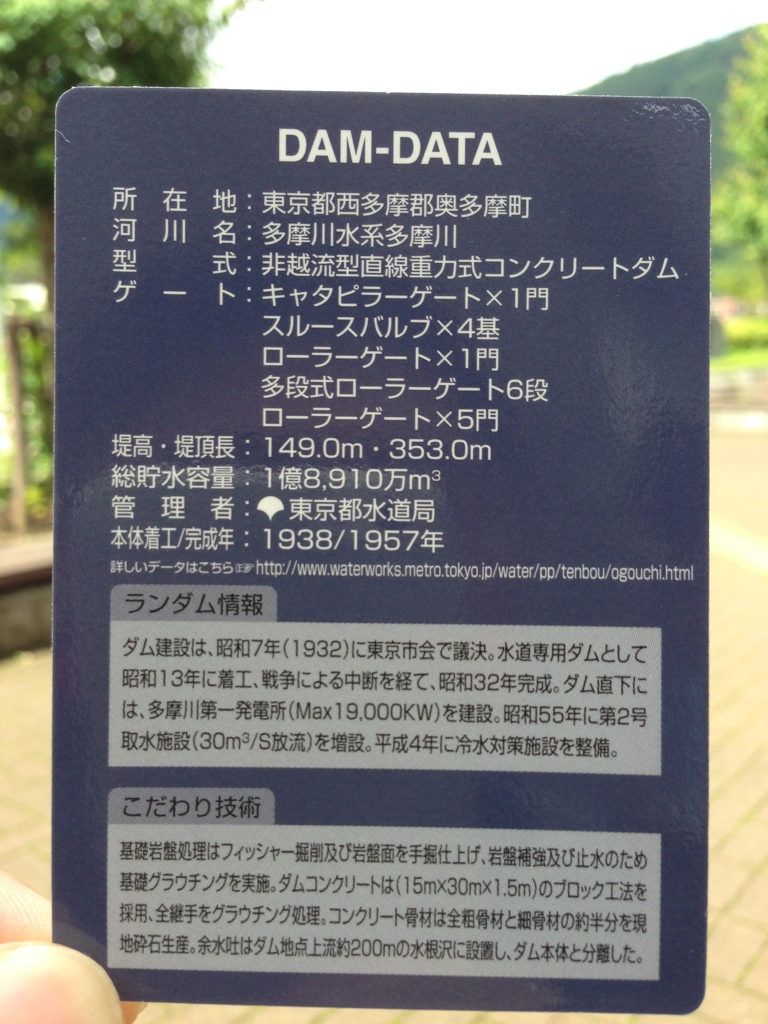 DAM-DATA
所在地：東京都西多摩郡奥多摩町
河川名：多摩川水系多摩川
型式：非越流型直線重力式コンクリートダム
ゲート：キャタピラーゲート×1門
スルースバルブ×4基
ローラーゲート×1門
多段式ローラーゲート6段
ローラーゲート×5門
堤高・堤頂長：149.0m・353.0m
総貯水容量：1億8,910万m³
管理者：東京都水道局
本体着工/完成年：1938/1957年
詳しいデータはこちら☞http://www.waterworks.metro.tokyo.jp/water/pp/tenbou/ogouchi.html
ランダム情報
ダム建設は、昭和7年(1932)に東京市会で議決。水道専用ダムとして
昭和13年に着工、戦争による中断を経て、昭和32年完成。ダム直下に
は、多摩川第一発電所(Max19,000KW)を建設。昭和55年に第2号
取水施設(30m³/S放流)を増設。平成4年に冷水対策施設を整備。
こだわり技術
基礎岩盤処理はフィッシャー掘削及び岩盤面を手掘仕上げ、岩盤補強及び止水のため
基礎グラウチングを実施。ダムコンクリートは(15m×30m×1.5m)のブロック工法を
採用、全継手をグラウチング処理。コンクリート骨材は全粗骨材と細骨材の約半分を現
地砕石生産。余水吐はダム地点上流約200mの水根沢に設置し、ダム本体と分離した。